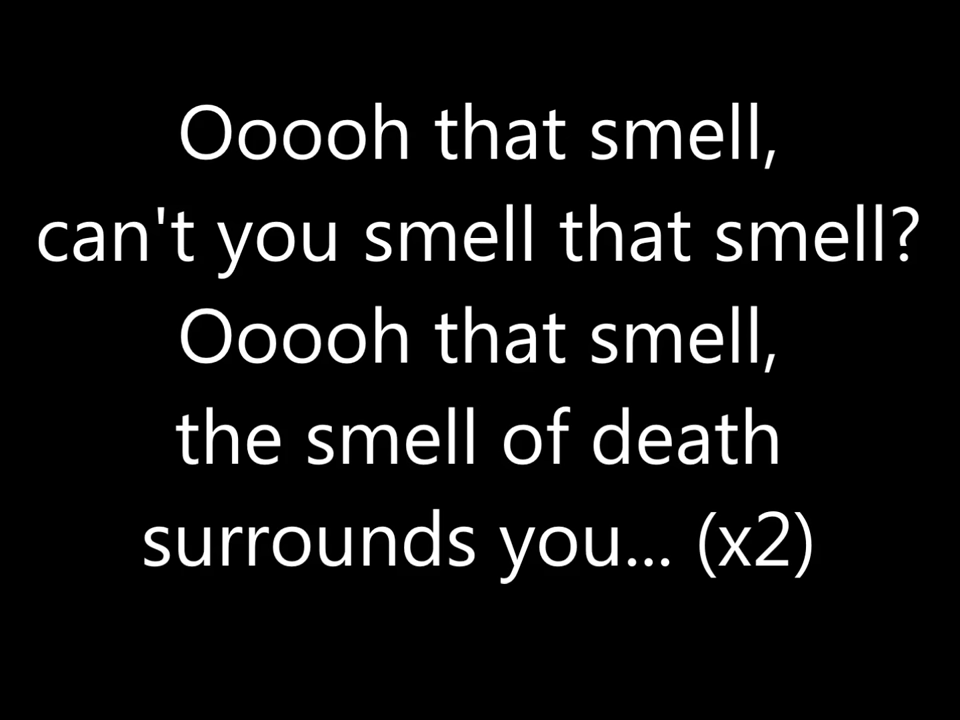 Ooooh that smell,
can't you smell that smell?
Ooooh that smell,
the smell of death
surrounds you... (x2)